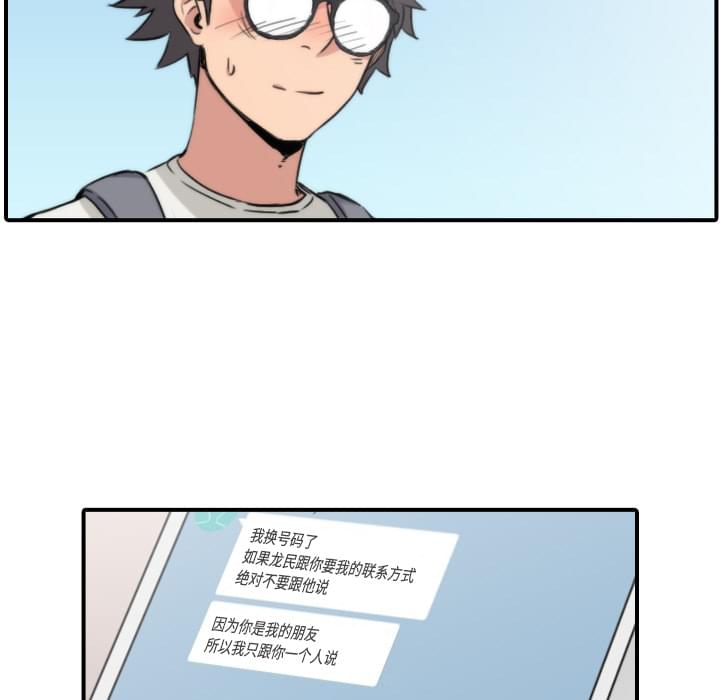 我换号码了
如果龙民跟你要我的联系方式
绝对不要跟他说
因为你是我的朋友
所以我只跟你一个人说